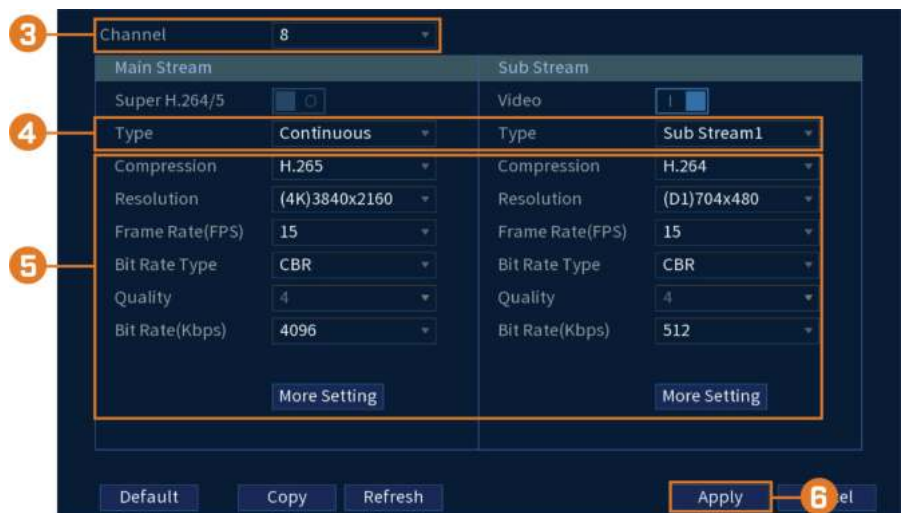 3 Channel 8
Main Stream Sub Stream
Super H.264/5 O Video I
4 Type Continuous Type Sub Stream1
Compression H.265 Compression H.264
Resolution (4K)3840x2160 Resolution (D1)704x480
Frame Rate(FPS) 15 Frame Rate(FPS) 15
5 Bit Rate Type CBR Bit Rate Type CBR
Quality 4 Quality 4
Bit Rate(Kbps) 4096 Bit Rate(Kbps) 512
More Setting More Setting
Default Copy Refresh Apply 6 el